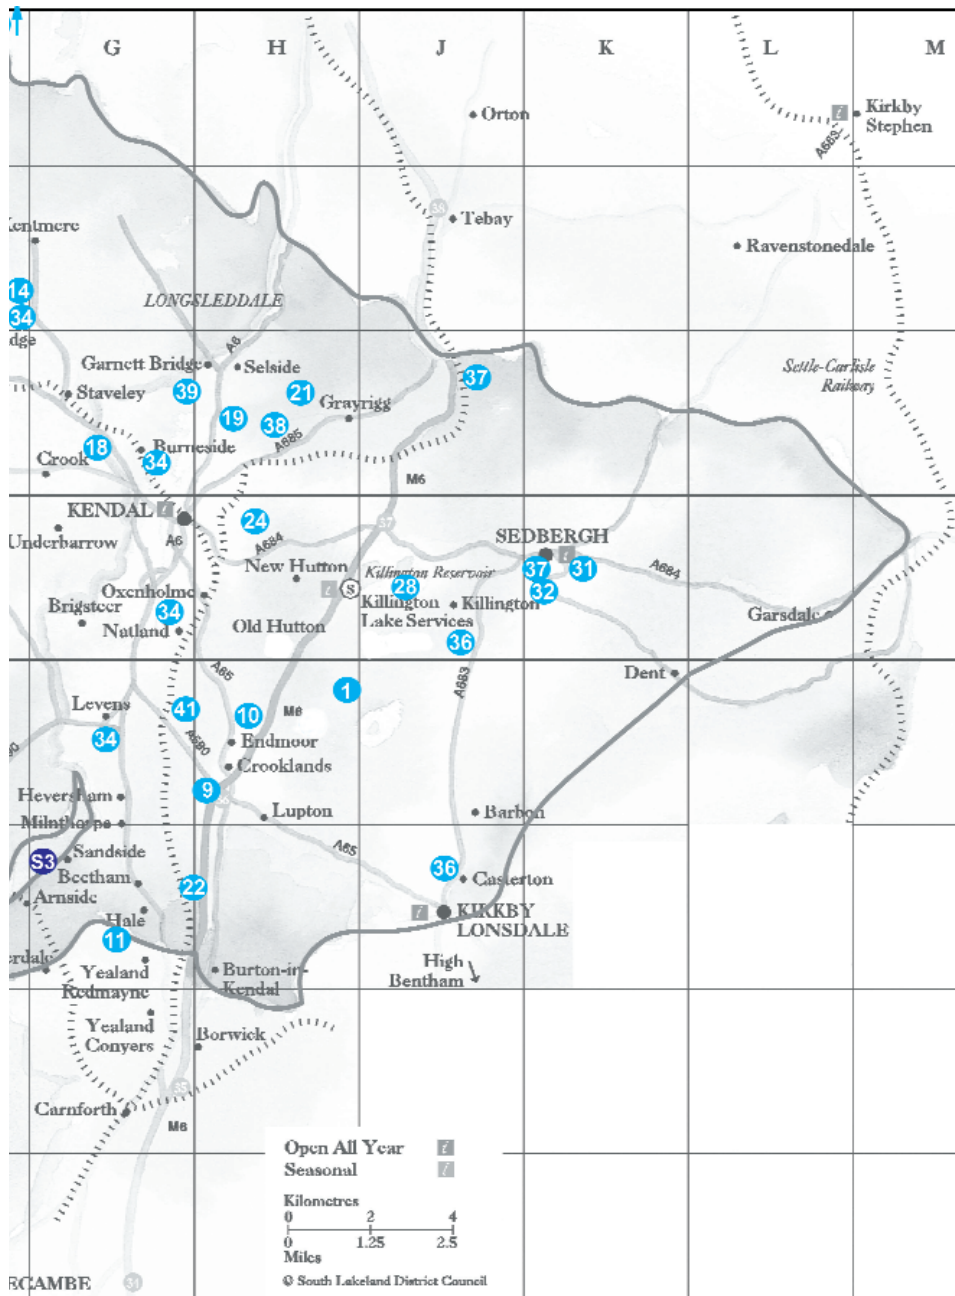 G
H
J
K
L
M
Orton
i
Kirkby
Stephen
A683
38
Tebay
Ravenstonedale
14
LONGSLEDDALE
34
A6
Garnett Bridge
Selside
37
Settle-Carlisle
Railway
Staveley
39
21
Grayrigg
19
38
A685
18
Burneside
Crook
34
M6
KENDAL
i
24
37
SEDBERGH
i
Underbarrow
A6
A684
New Hutton
Killington Reservoir
37
31
A684
Oxenholme
i
S
28
32
Brigsteer
34
Killington
Lake Services
Killington
Garsdale
Natland
Old Hutton
36
A65
A683
Dent
1
Levens
41
10
M6
34
A590
Endmoor
Crooklands
Heversham
9
36
Lupton
Barbon
Milnthorpe
A65
S3
Sandside
36
Casterton
Beetham
22
Arnside
i
KIRKBY
LONSDALE
Hale
11
High
Bentham
Yealand
Redmayne
Burton-in-
Kendal
Yealand
Conyers
Borwick
Carnforth
35
M6
Open All Year
i
Seasonal
i
Kilometres
0
2
4
0
1.25
2.5
Miles
© South Lakeland District Council
34